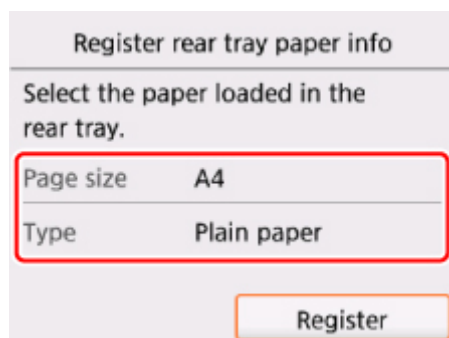 Register rear tray paper info
Select the paper loaded in the
rear tray.
Page size A4
Type Plain paper
Register